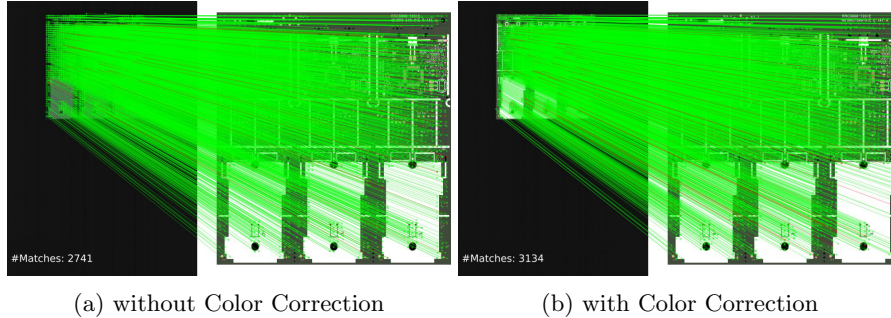 #Matches: 2741
#Matches: 3134
(a) without Color Correction
(b) with Color Correction